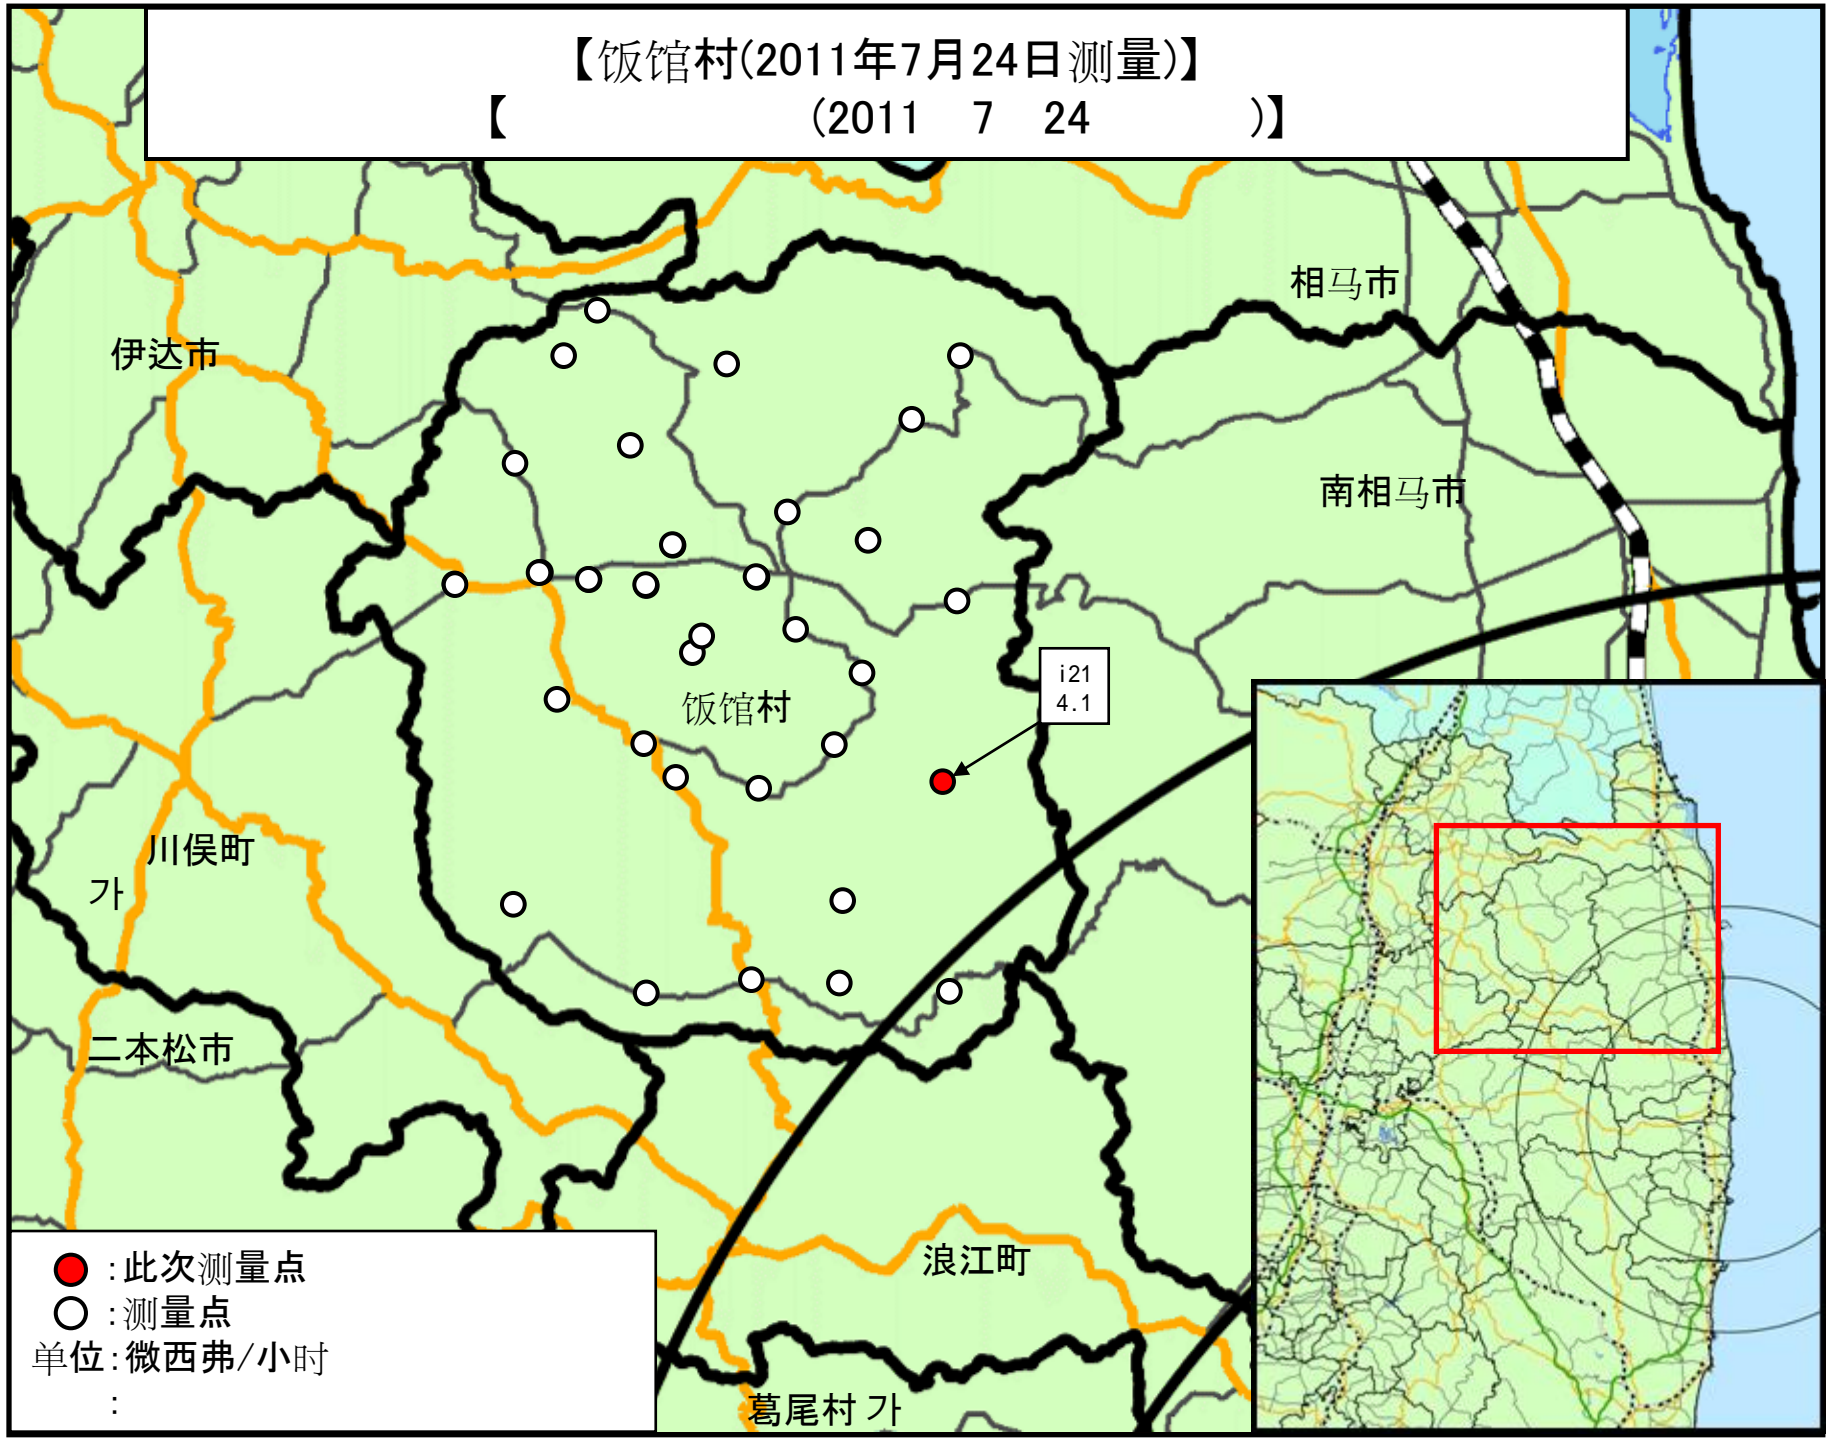 【饭馆村(2011年7月24日测量)】
【 (2011 7 24 )】
相马市
伊达市
南相马市
i21
4.1
饭馆村
川俣町
가
二本松市
浪江町
葛尾村 가
:此次测量点
:测量点
单位:微西弗/小时
: